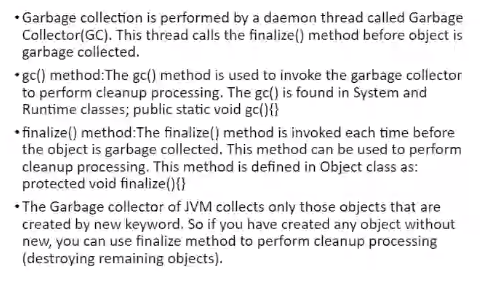 • Garbage collection is performed by a daemon thread called Garbage
Collector(GC). This thread calls the finalize() method before object is
garbage collected.
• gc() method:The gc() method is used to invoke the garbage collector
to perform cleanup processing. The gc() is found in System and
Runtime classes; public static void gc(){}
• finalize() method:The finalize() method is invoked each time before
the object is garbage collected. This method can be used to perform
cleanup processing. This method is defined in Object class as:
protected void finalize(){}
• The Garbage collector of JVM collects only those objects that are
created by new keyword. So if you have created any object without
new, you can use finalize method to perform cleanup processing
(destroying remaining objects).